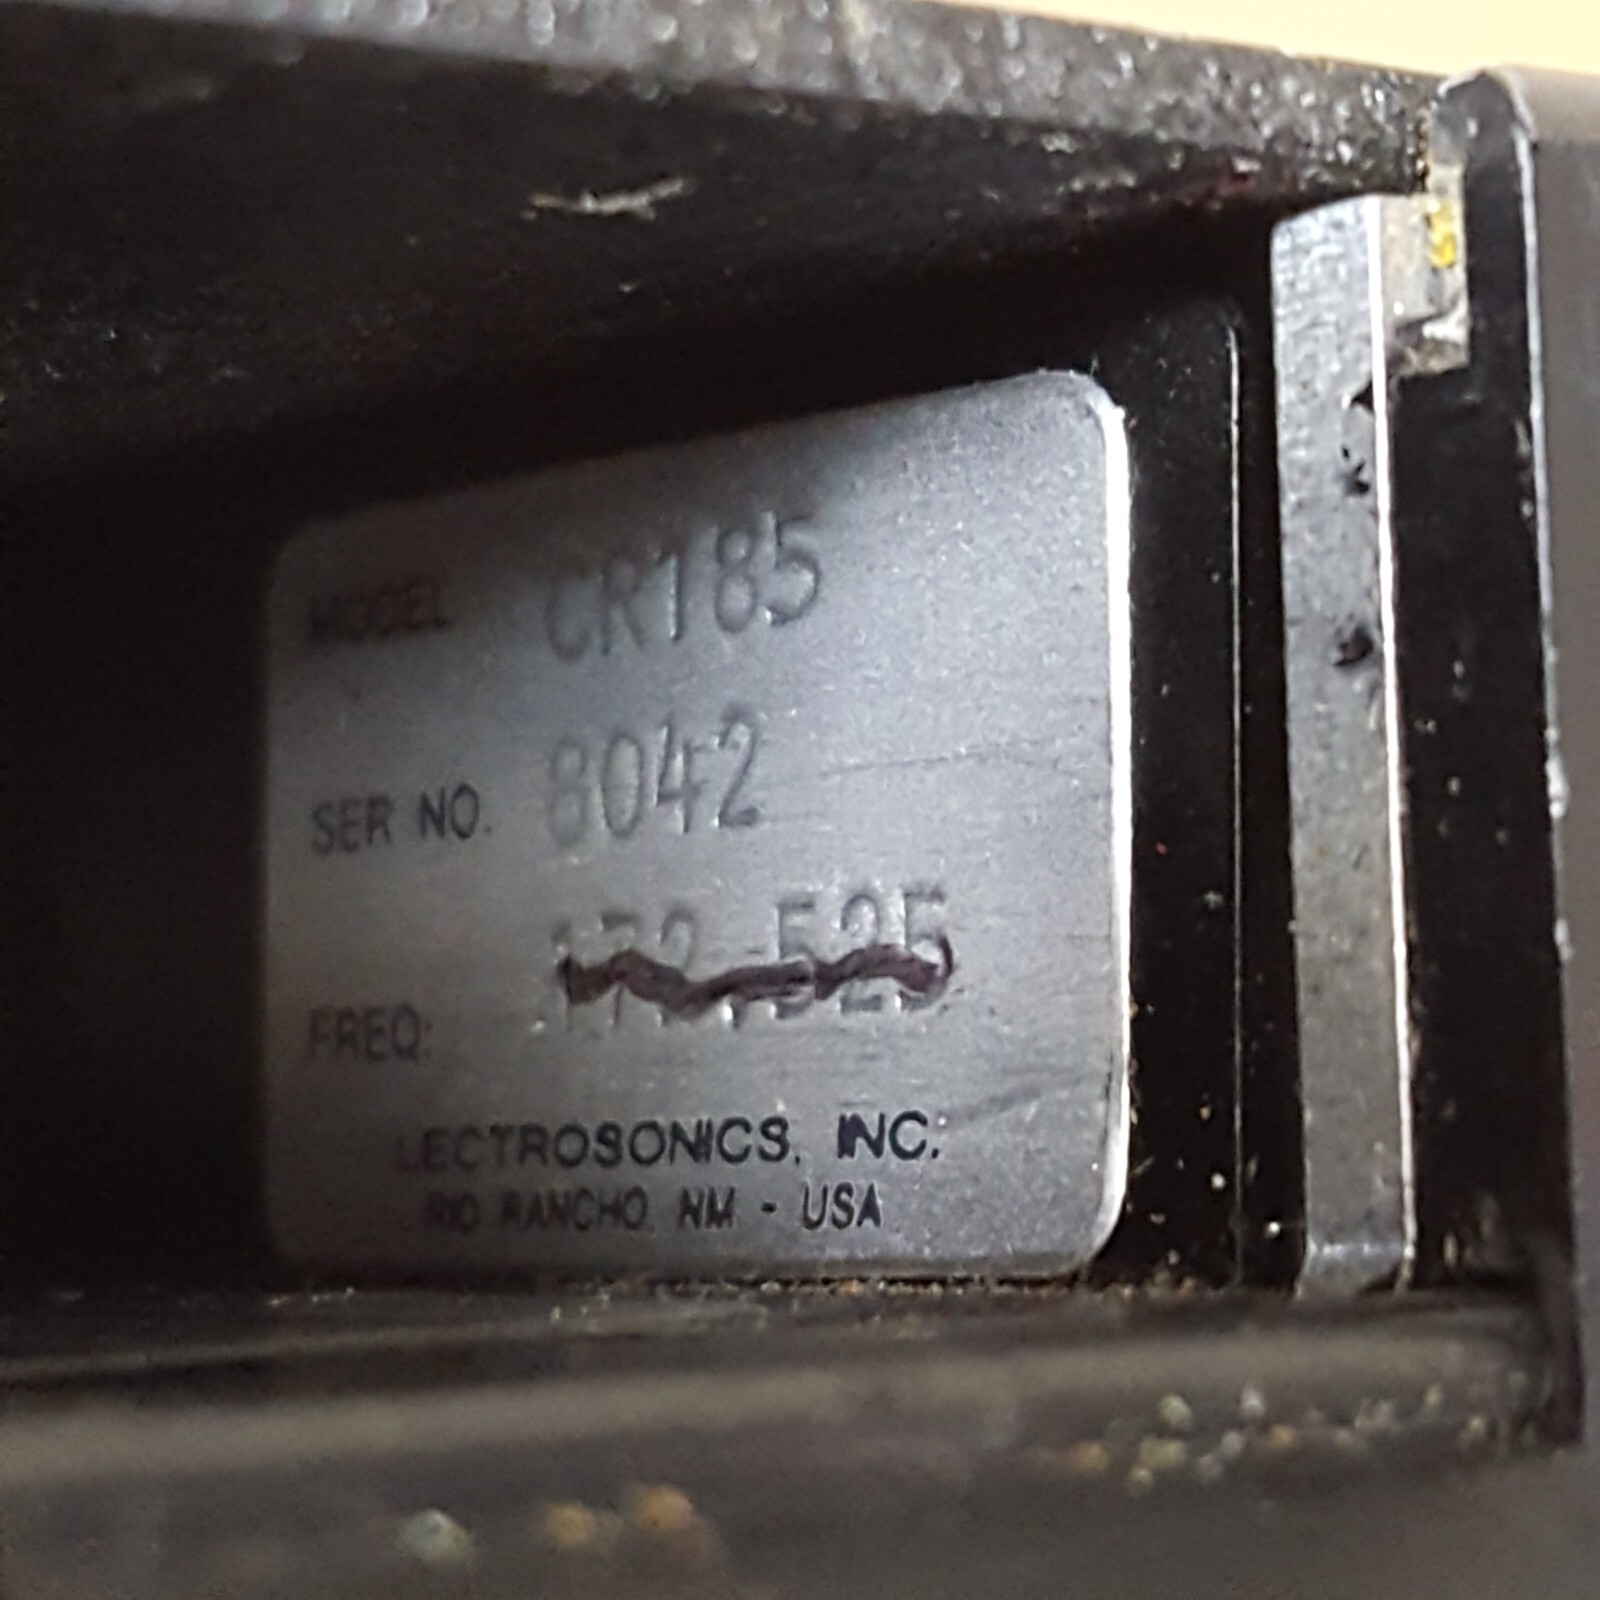 MODEL CR185
SER NO. 8042
FREQ:
LECTROSONICS, INC.
RIO RANCHO, NM - USA